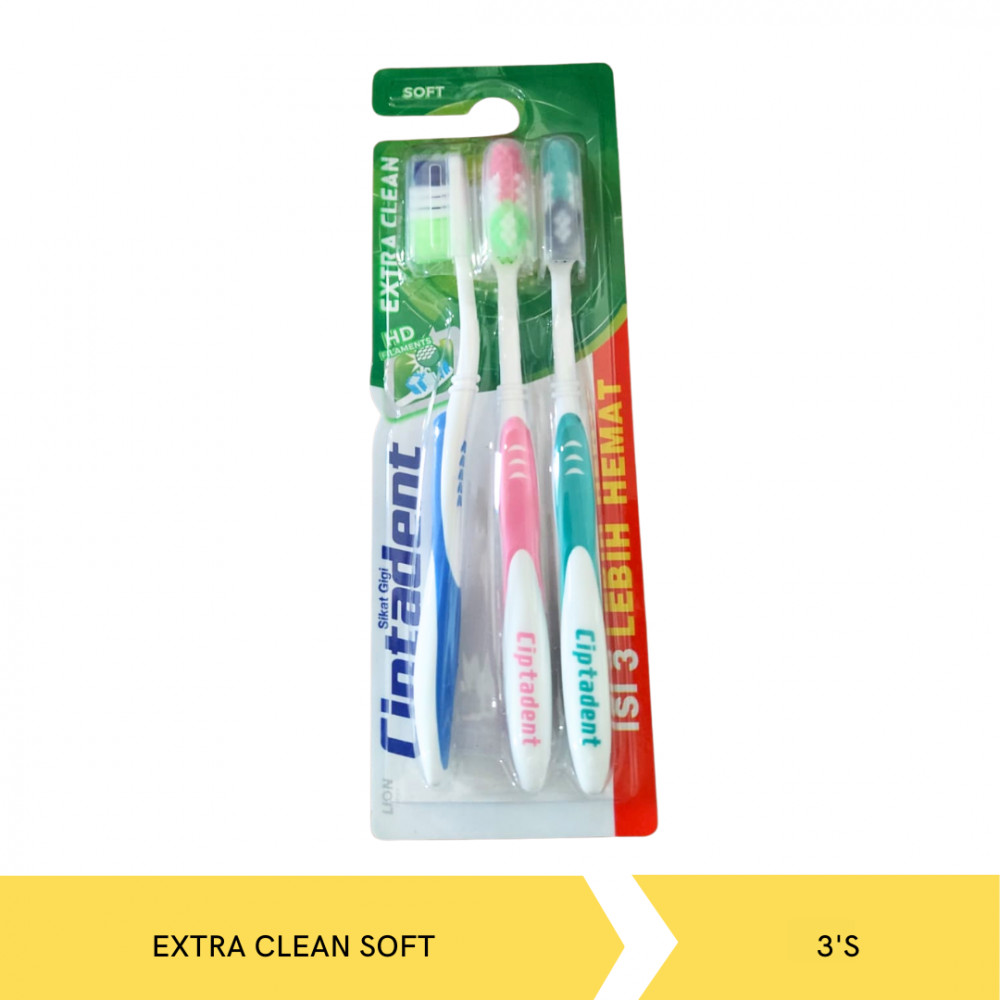 SOFT
EXTRA CLEAN
HD
FILAMENTS
Sikat Gigi
Ciptadent
LION
Ciptadent
Ciptadent
ISI 3 LEBIH HEMAT
EXTRA CLEAN SOFT
3'S